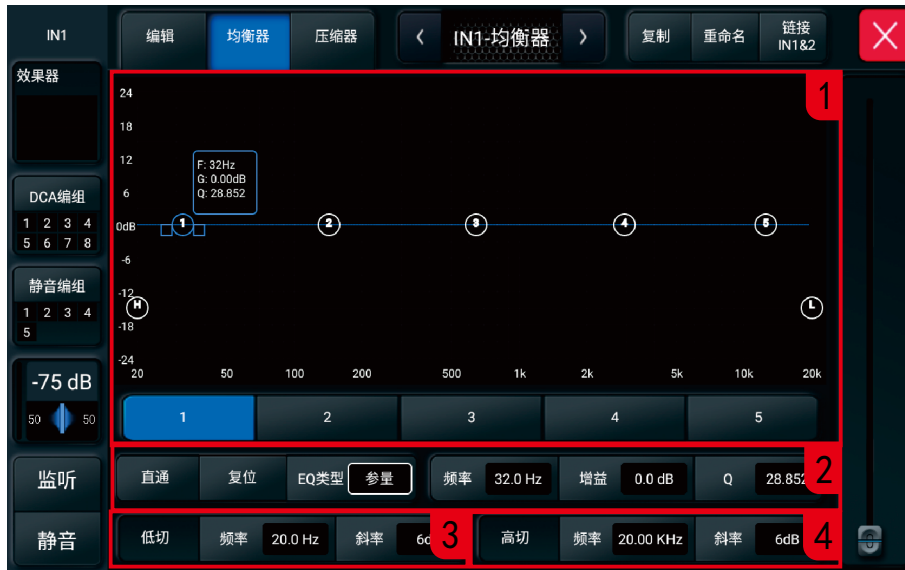 IN1
编辑
均衡器
压缩器
IN1-均衡器
复制
重命名
链接
IN1&2
效果器
DCA编组
1 2 3 4
5 6 7 8
静音编组
1 2 3 4
5
-75 dB
50 50
监听
静音
1
24
18
12
6
0dB
-6
-12
-18
-24
F: 32Hz
G: 0.00dB
Q: 28.852
1 2 3 4 5
H L
20 50 100 200 500 1k 2k 5k 10k 20k
1 2 3 4 5
直通 复位 EQ类型 参量 频率 32.0 Hz 增益 0.0 dB Q 28.852
2
低切 频率 20.0 Hz 斜率
3
高切 频率 20.00 KHz 斜率 6dB
4